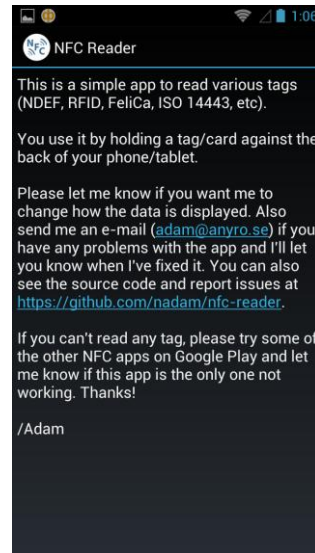 1:06
NFC Reader
This is a simple app to read various tags
(NDEF, RFID, FeliCa, ISO 14443, etc).
You use it by holding a tag/card against the
back of your phone/tablet.
Please let me know if you want me to
change how the data is displayed. Also
send me an e-mail (adam@anyro.se) if you
have any problems with the app and I'll let
you know when I've fixed it. You can also
see the source code and report issues at
https://github.com/nadam/nfc-reader.
If you can't read any tag, please try some of
the other NFC apps on Google Play and let
me know if this app is the only one not
working. Thanks!
/Adam